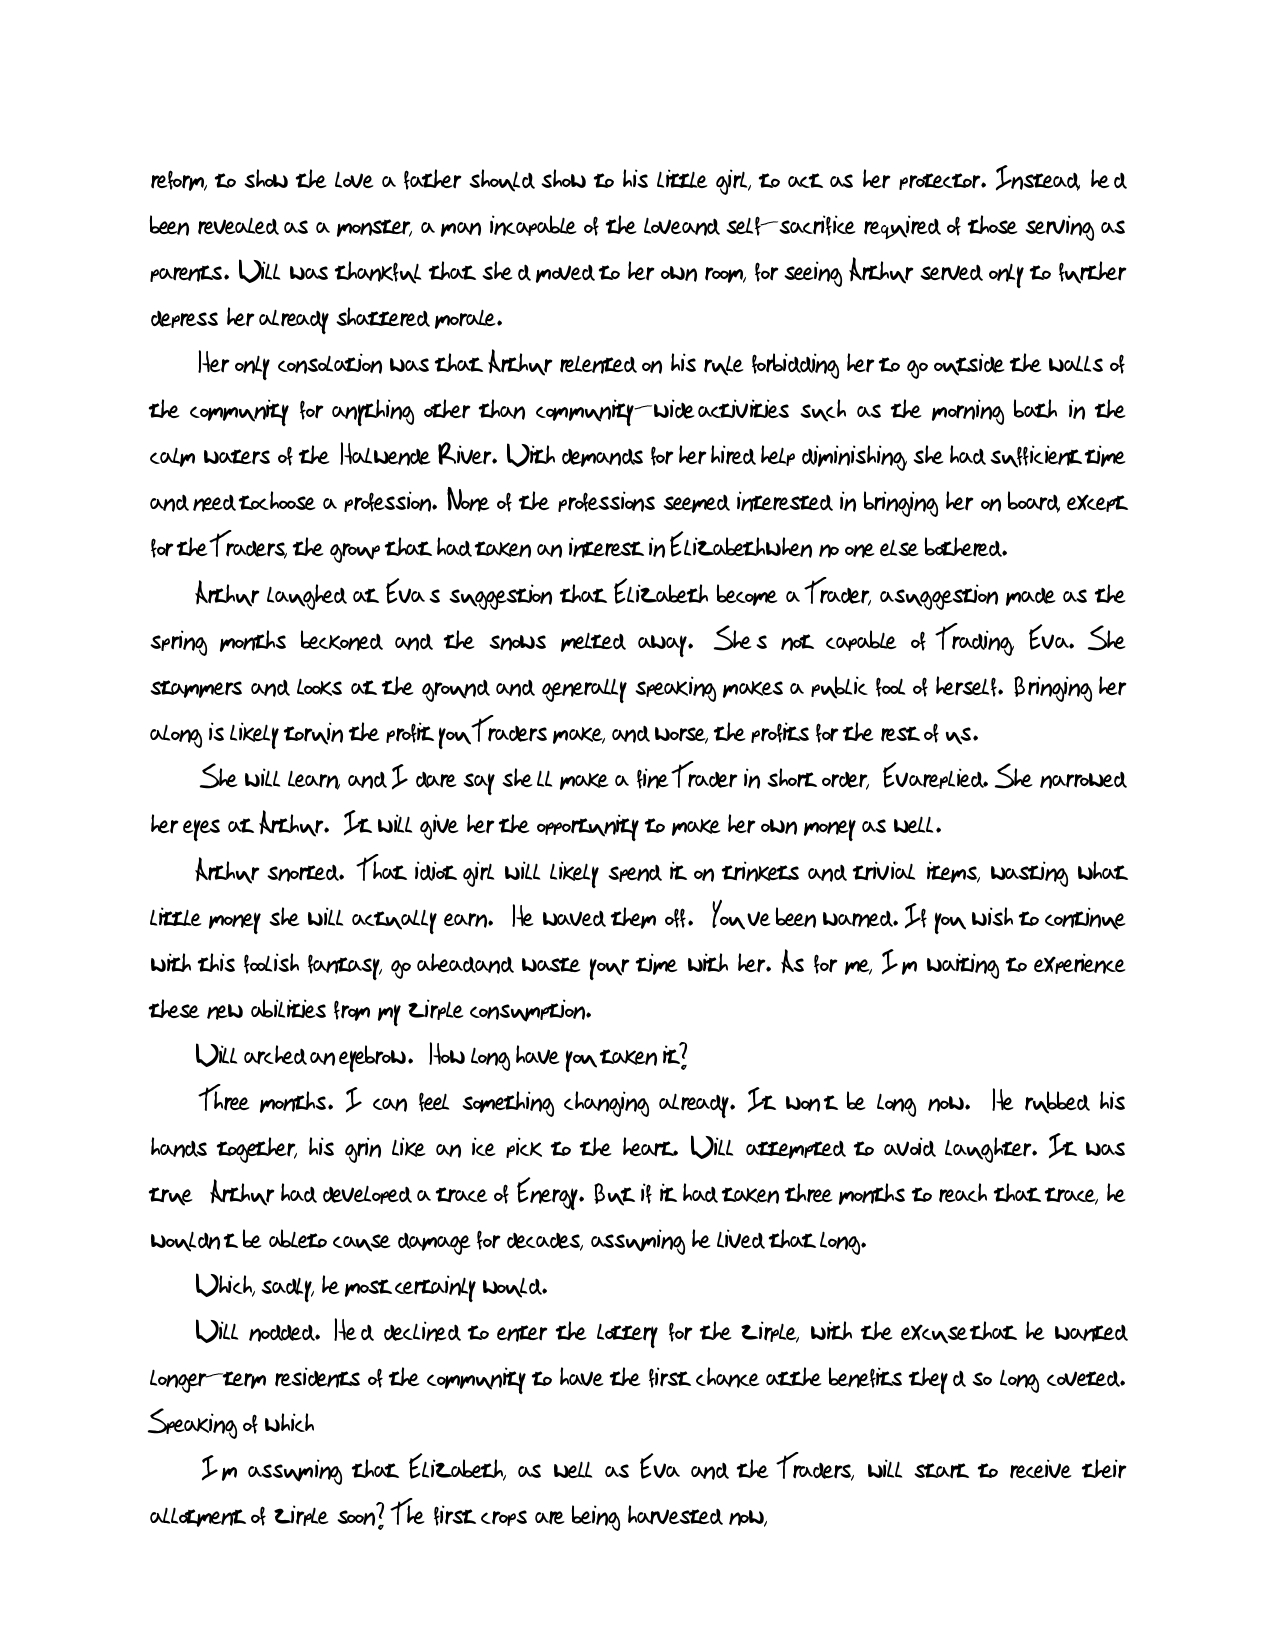 reform, to show the love a father should show to his little girl, to act as her protector. Instead, he d
been revealed as a monster, a man incapable of the loveand self-sacrifice required of those serving as
parents. Will was thankful that she d moved to her own room, for seeing Arthur served only to further
depress her already shattered morale.
Her only consolation was that Arthur relented on his rule forbidding her to go outside the walls of
the community for anything other than community-wide activities such as the morning bath in the
calm waters of the Halwende River. With demands for her hired help diminishing, she had sufficient time
and need tochoose a profession. None of the professions seemed interested in bringing her on board, except
for the Traders, the group that had taken an interest in Elizabethwhen no one else bothered.
Arthur laughed at Eva s suggestion that Elizabeth become a Trader, asuggestion made as the
spring months beckoned and the snows melted away. She s not capable of Trading, Eva. She
stammers and looks at the ground and generally speaking makes a public fool of herself. Bringing her
along is likely toruin the profit you Traders make, and worse, the profits for the rest of us.
She will learn, and I dare say she ll make a fine Trader in short order, Evareplied. She narrowed
her eyes at Arthur. It will give her the opportunity to make her own money as well.
Arthur snorted. That idiot girl will likely spend it on trinkets and trivial items, wasting what
little money she will actually earn. He waved them off. You ve been warned. If you wish to continue
with this foolish fantasy, go aheadand waste your time with her. As for me, I m waiting to experience
these new abilities from my zirple consumption.
Will arched an eyebrow. How long have you taken it?
Three months. I can feel something changing already. It won t be long now. He rubbed his
hands together, his grin like an ice pick to the heart. Will attempted to avoid laughter. It was
true Arthur had developed a trace of Energy. But if it had taken three months to reach that trace, he
wouldn t be ableto cause damage for decades, assuming he lived that long.
Which, sadly, he most certainly would.
Will nodded. He d declined to enter the lottery for the zirple, with the excusethat he wanted
longer-term residents of the community to have the first chance atthe benefits they d so long coveted.
Speaking of which
I m assuming that Elizabeth, as well as Eva and the Traders, will start to receive their
allotment of zirple soon? The first crops are being harvested now,